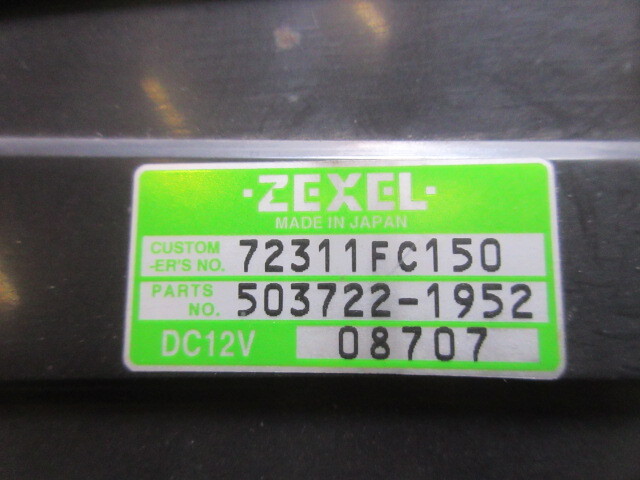 ·ZEXEL·
MADE IN JAPAN
CUSTOM
-ER'S NO. 72311FC150
PARTS
NO. 503722-1952
DC12V 08707